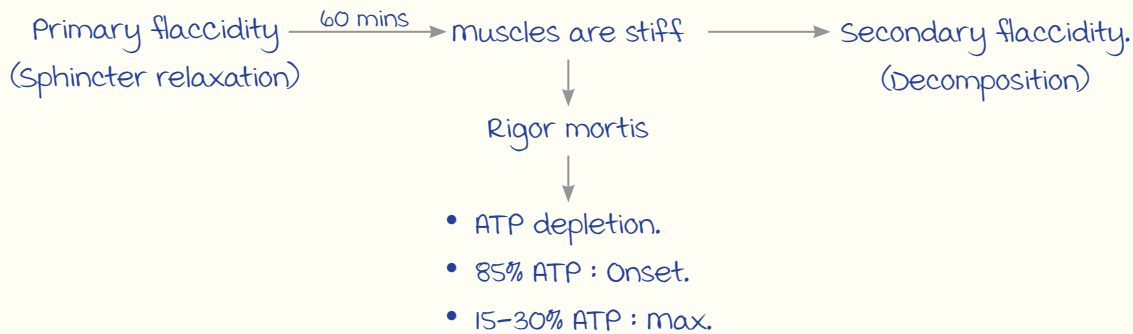 Primary flaccidity 60 mins muscles are stiff Secondary flaccidity.
(Sphincter relaxation) (Decomposition)
Rigor mortis
• ATP depletion.
• 85% ATP : Onset.
• 15-30% ATP : max.